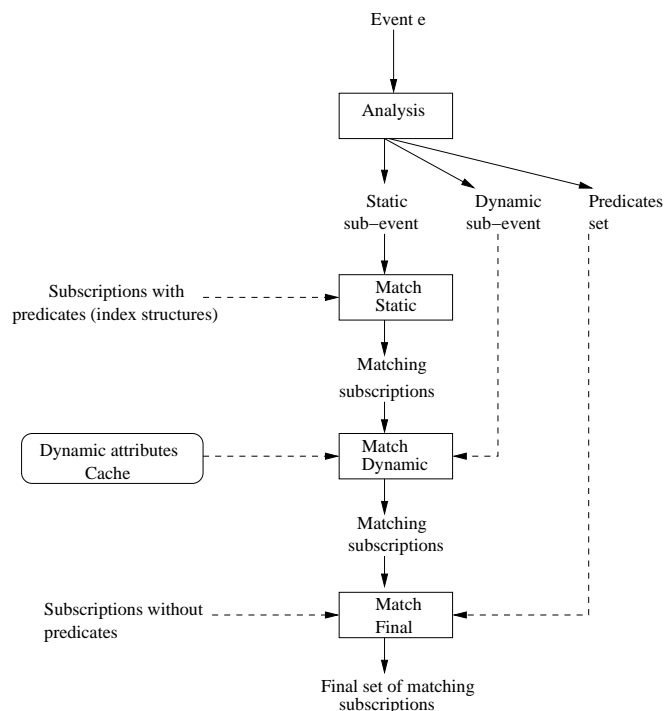 Event e
Analysis
Static
sub−event
Dynamic
sub−event
Predicates
set
Subscriptions with
predicates (index structures)
Match
Static
Matching
subscriptions
Dynamic attributes
Cache
Match
Dynamic
Matching
subscriptions
Subscriptions without
predicates
Match
Final
Final set of matching
subscriptions